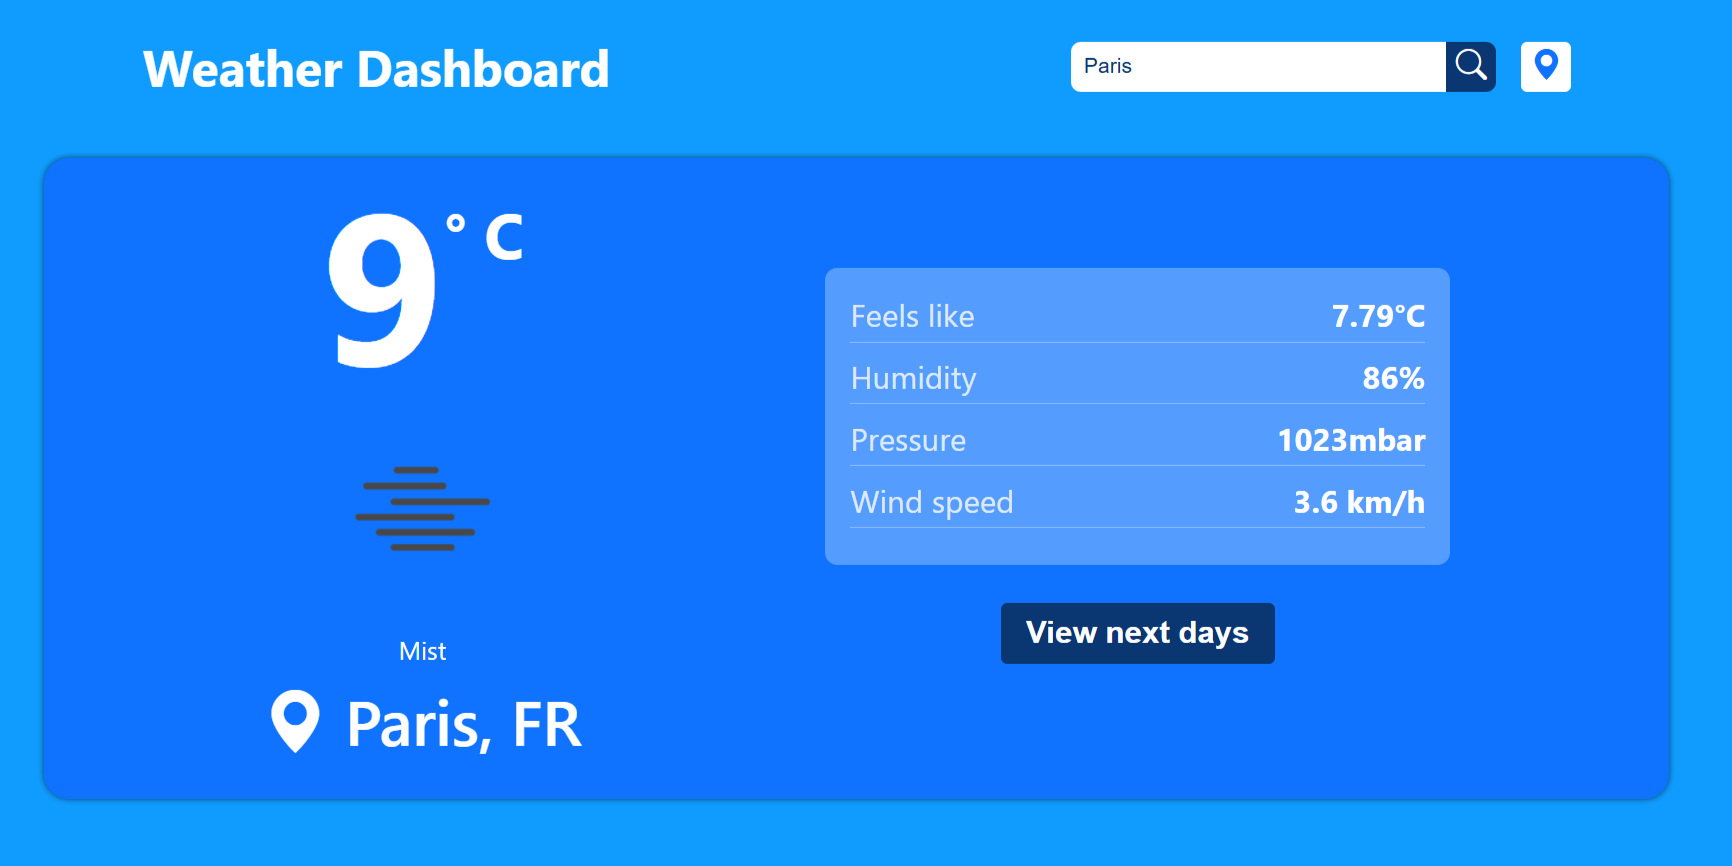 Weather Dashboard
Paris
9° C
Mist
Paris, FR
Feels like 7.79°C
Humidity 86%
Pressure 1023mbar
Wind speed 3.6 km/h
View next days